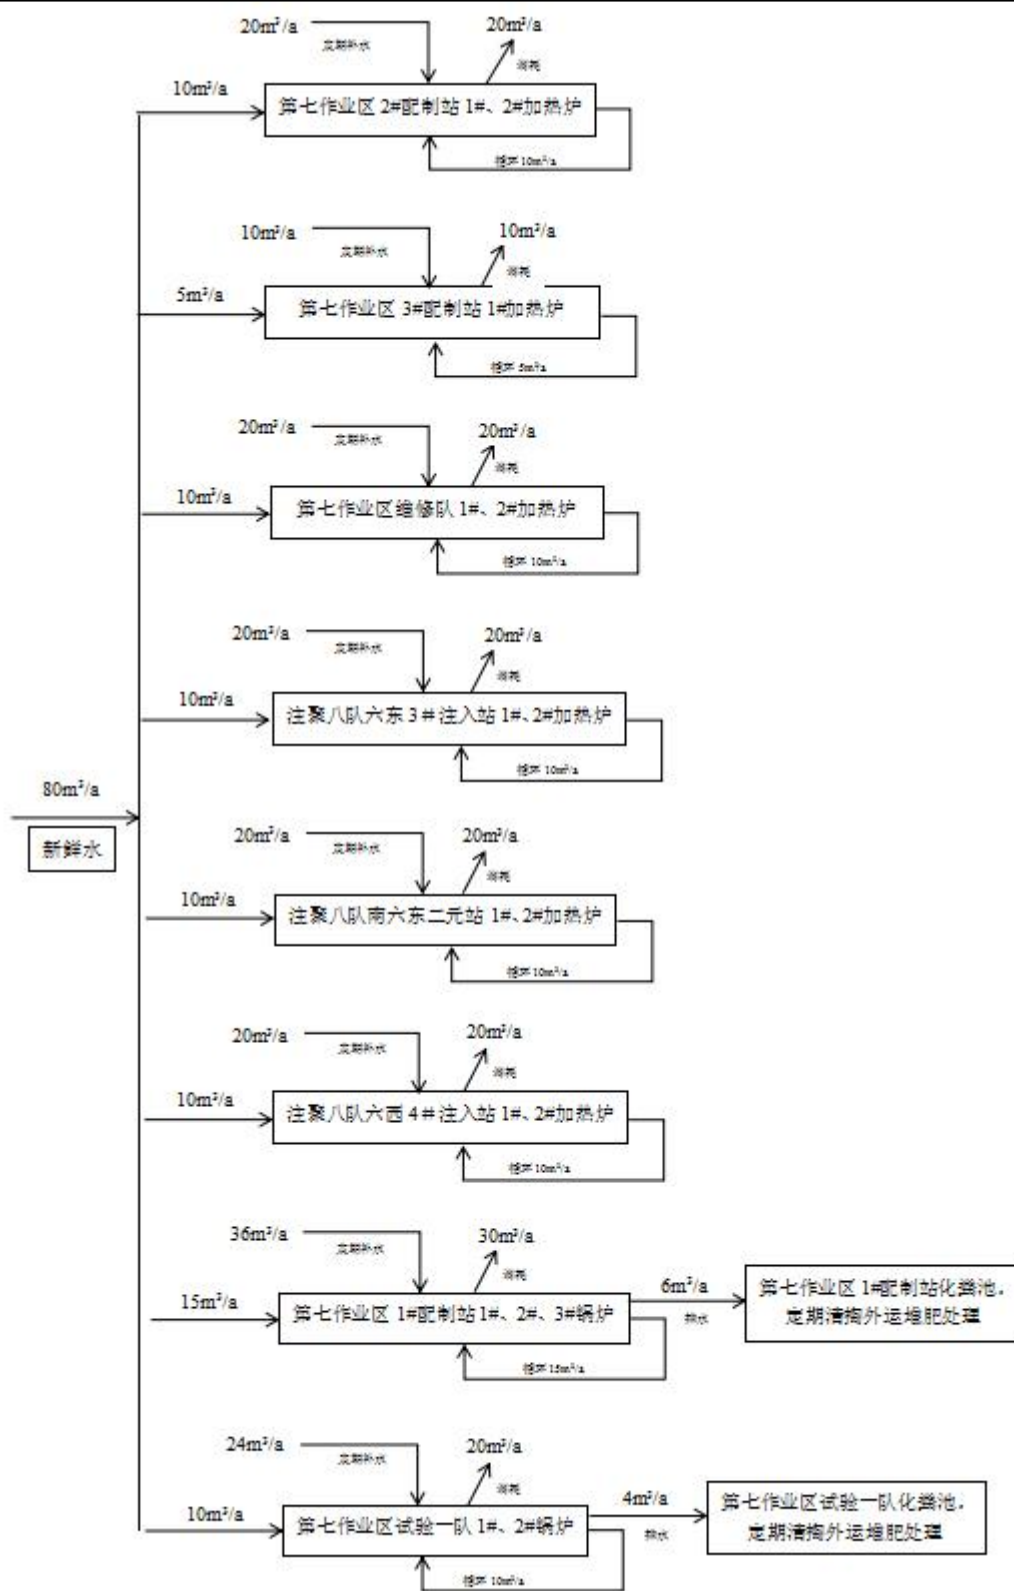 20m³/a
定期补水
20m³/a
消耗
10m³/a
第七作业区 2#配制站 1#、2#加热炉
循环 10m³/a
10m³/a
定期补水
10m³/a
消耗
5m³/a
第七作业区 3#配制站 1#加热炉
循环 5m³/a
20m³/a
定期补水
20m³/a
消耗
10m³/a
第七作业区维修队 1#、2#加热炉
循环 10m³/a
20m³/a
定期补水
20m³/a
消耗
10m³/a
注聚八队六东 3＃注入站 1#、2#加热炉
循环 10m³/a
80m³/a
新鲜水
20m³/a
定期补水
20m³/a
消耗
10m³/a
注聚八队南六东二元站 1#、2#加热炉
循环 10m³/a
20m³/a
定期补水
20m³/a
消耗
10m³/a
注聚八队六西 4＃注入站 1#、2#加热炉
循环 10m³/a
36m³/a
定期补水
30m³/a
消耗
15m³/a
第七作业区 1#配制站 1#、2#、3#锅炉
循环 15m³/a
6m³/a
排水
第七作业区 1#配制站化粪池，
定期清掏外运堆肥处理
24m³/a
定期补水
20m³/a
消耗
10m³/a
第七作业区试验一队 1#、2#锅炉
循环 10m³/a
4m³/a
排水
第七作业区试验一队化粪池，
定期清掏外运堆肥处理